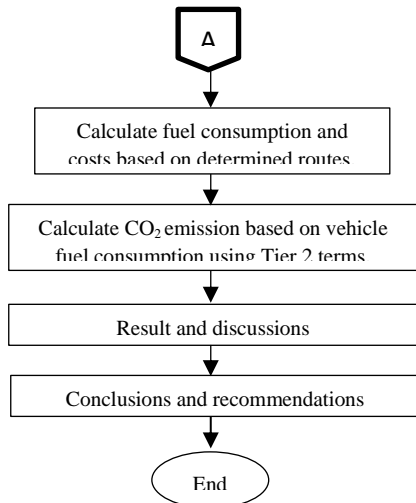 A
Calculate fuel consumption and
costs based on determined routes
Calculate CO₂ emission based on vehicle
fuel consumption using Tier 2 terms
Result and discussions
Conclusions and recommendations
End